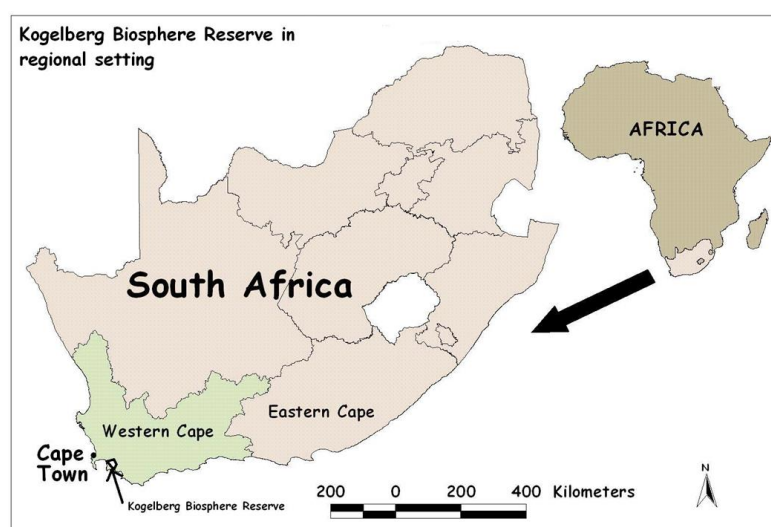 Kogelberg Biosphere Reserve in
regional setting
AFRICA
South Africa
Eastern Cape
Western Cape
Cape
Town
Kogelberg Biosphere Reserve
200 0 200 400 Kilometers
N